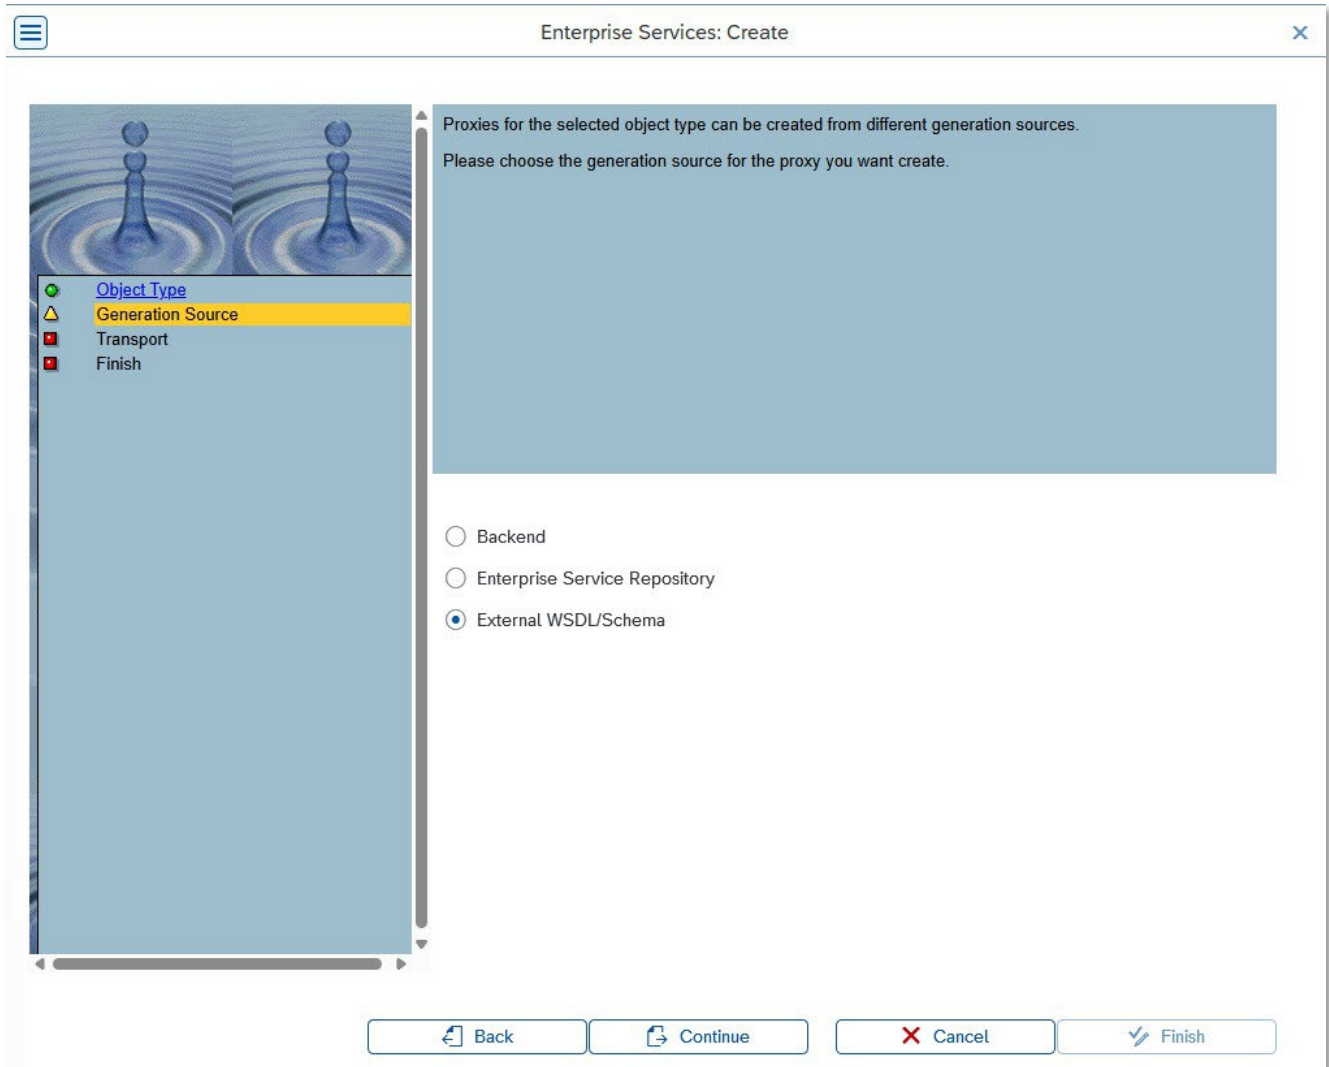 Enterprise Services: Create
Proxies for the selected object type can be created from different generation sources.
Please choose the generation source for the proxy you want create.
Object Type
Generation Source
Transport
Finish
Backend
Enterprise Service Repository
External WSDL/Schema
Back
Continue
Cancel
Finish